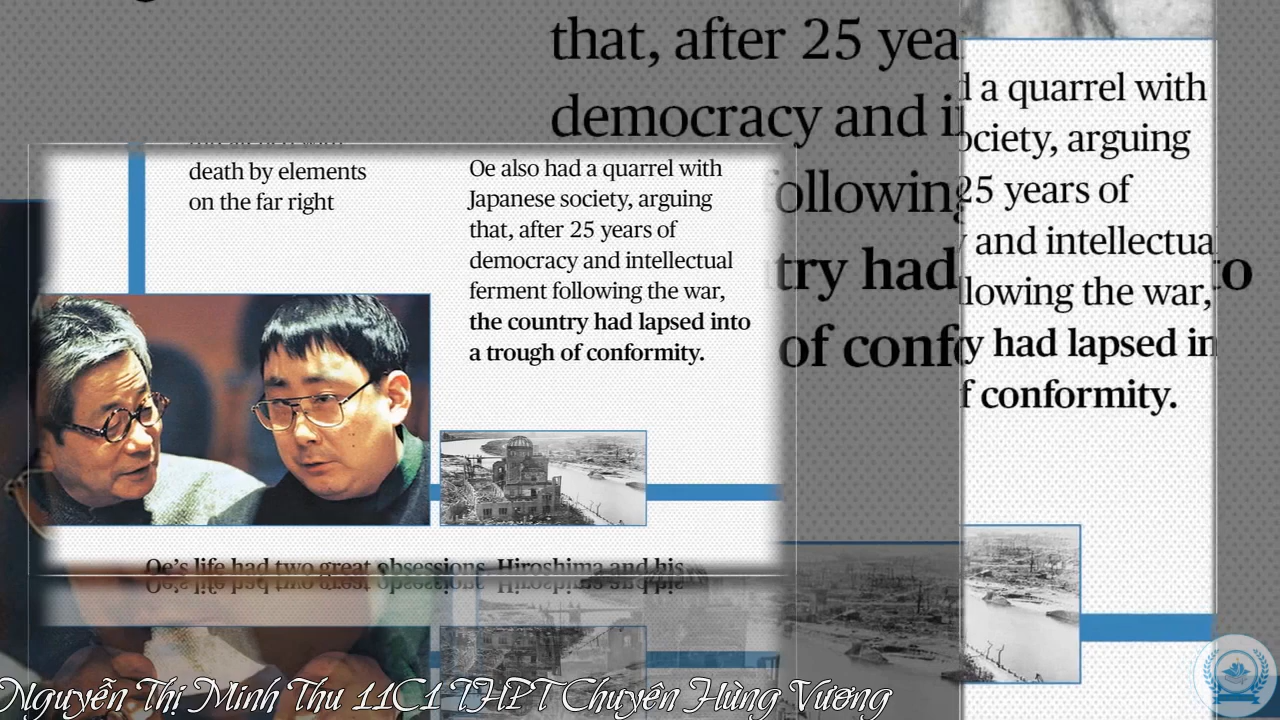 that, after 25 yea
democracy and i
following
try had
to
of conf
death by elements
on the far right
Oe also had a quarrel with
Japanese society, arguing
that, after 25 years of
democracy and intellectual
ferment following the war,
the country had lapsed into
a trough of conformity.
Oe's life had two great obsessions Hiroshima and his
d a quarrel with
ociety, arguing
25 years of
y and intellectual
llowing the war,
y had lapsed in
f conformity.
Nguyễn Thị Minh Thu 11C1 THPT Chuyên Hùng Vương